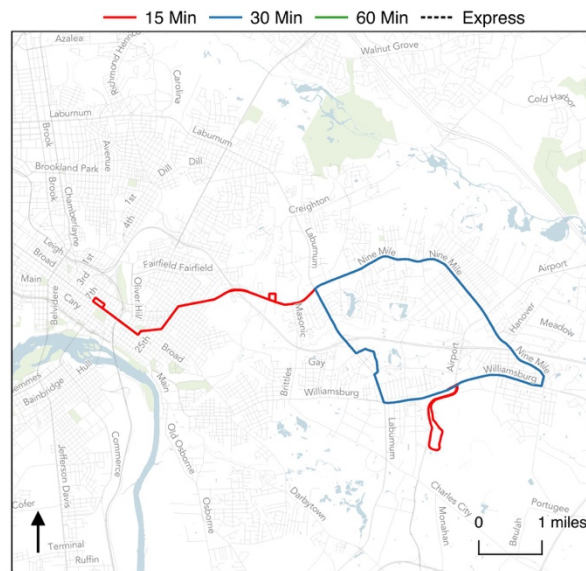 15 Min 30 Min 60 Min Express
Azalea
Richmond Henrico
Walnut Grove
Carolina
Cold Harbor
Laburnum
Laburnum
Brook
Avenue
Dill
Dill
Brookland Park
Brook
Chamberlayne
1st
4th
Creighton
Laburnum
Nine Mile
Nine Mile
Leigh
1st
Broad
3rd
7th
Fairfield Fairfield
Airport
Main
Cary
Oliver Hill
Belvidere
Masonic
Hanover
Meadow
25th
Broad
Gay
Airport
Nine Mile
Williamsburg
Hull
Bainbridge
Main
Brittles
Williamsburg
Old Osborne
Laburnum
Jefferson Davis
Commerce
Osborne
Darbytown
Charles City
Monahan
Portugee
Beulah
Cofer
Terminal
Ruffin
0 1 miles